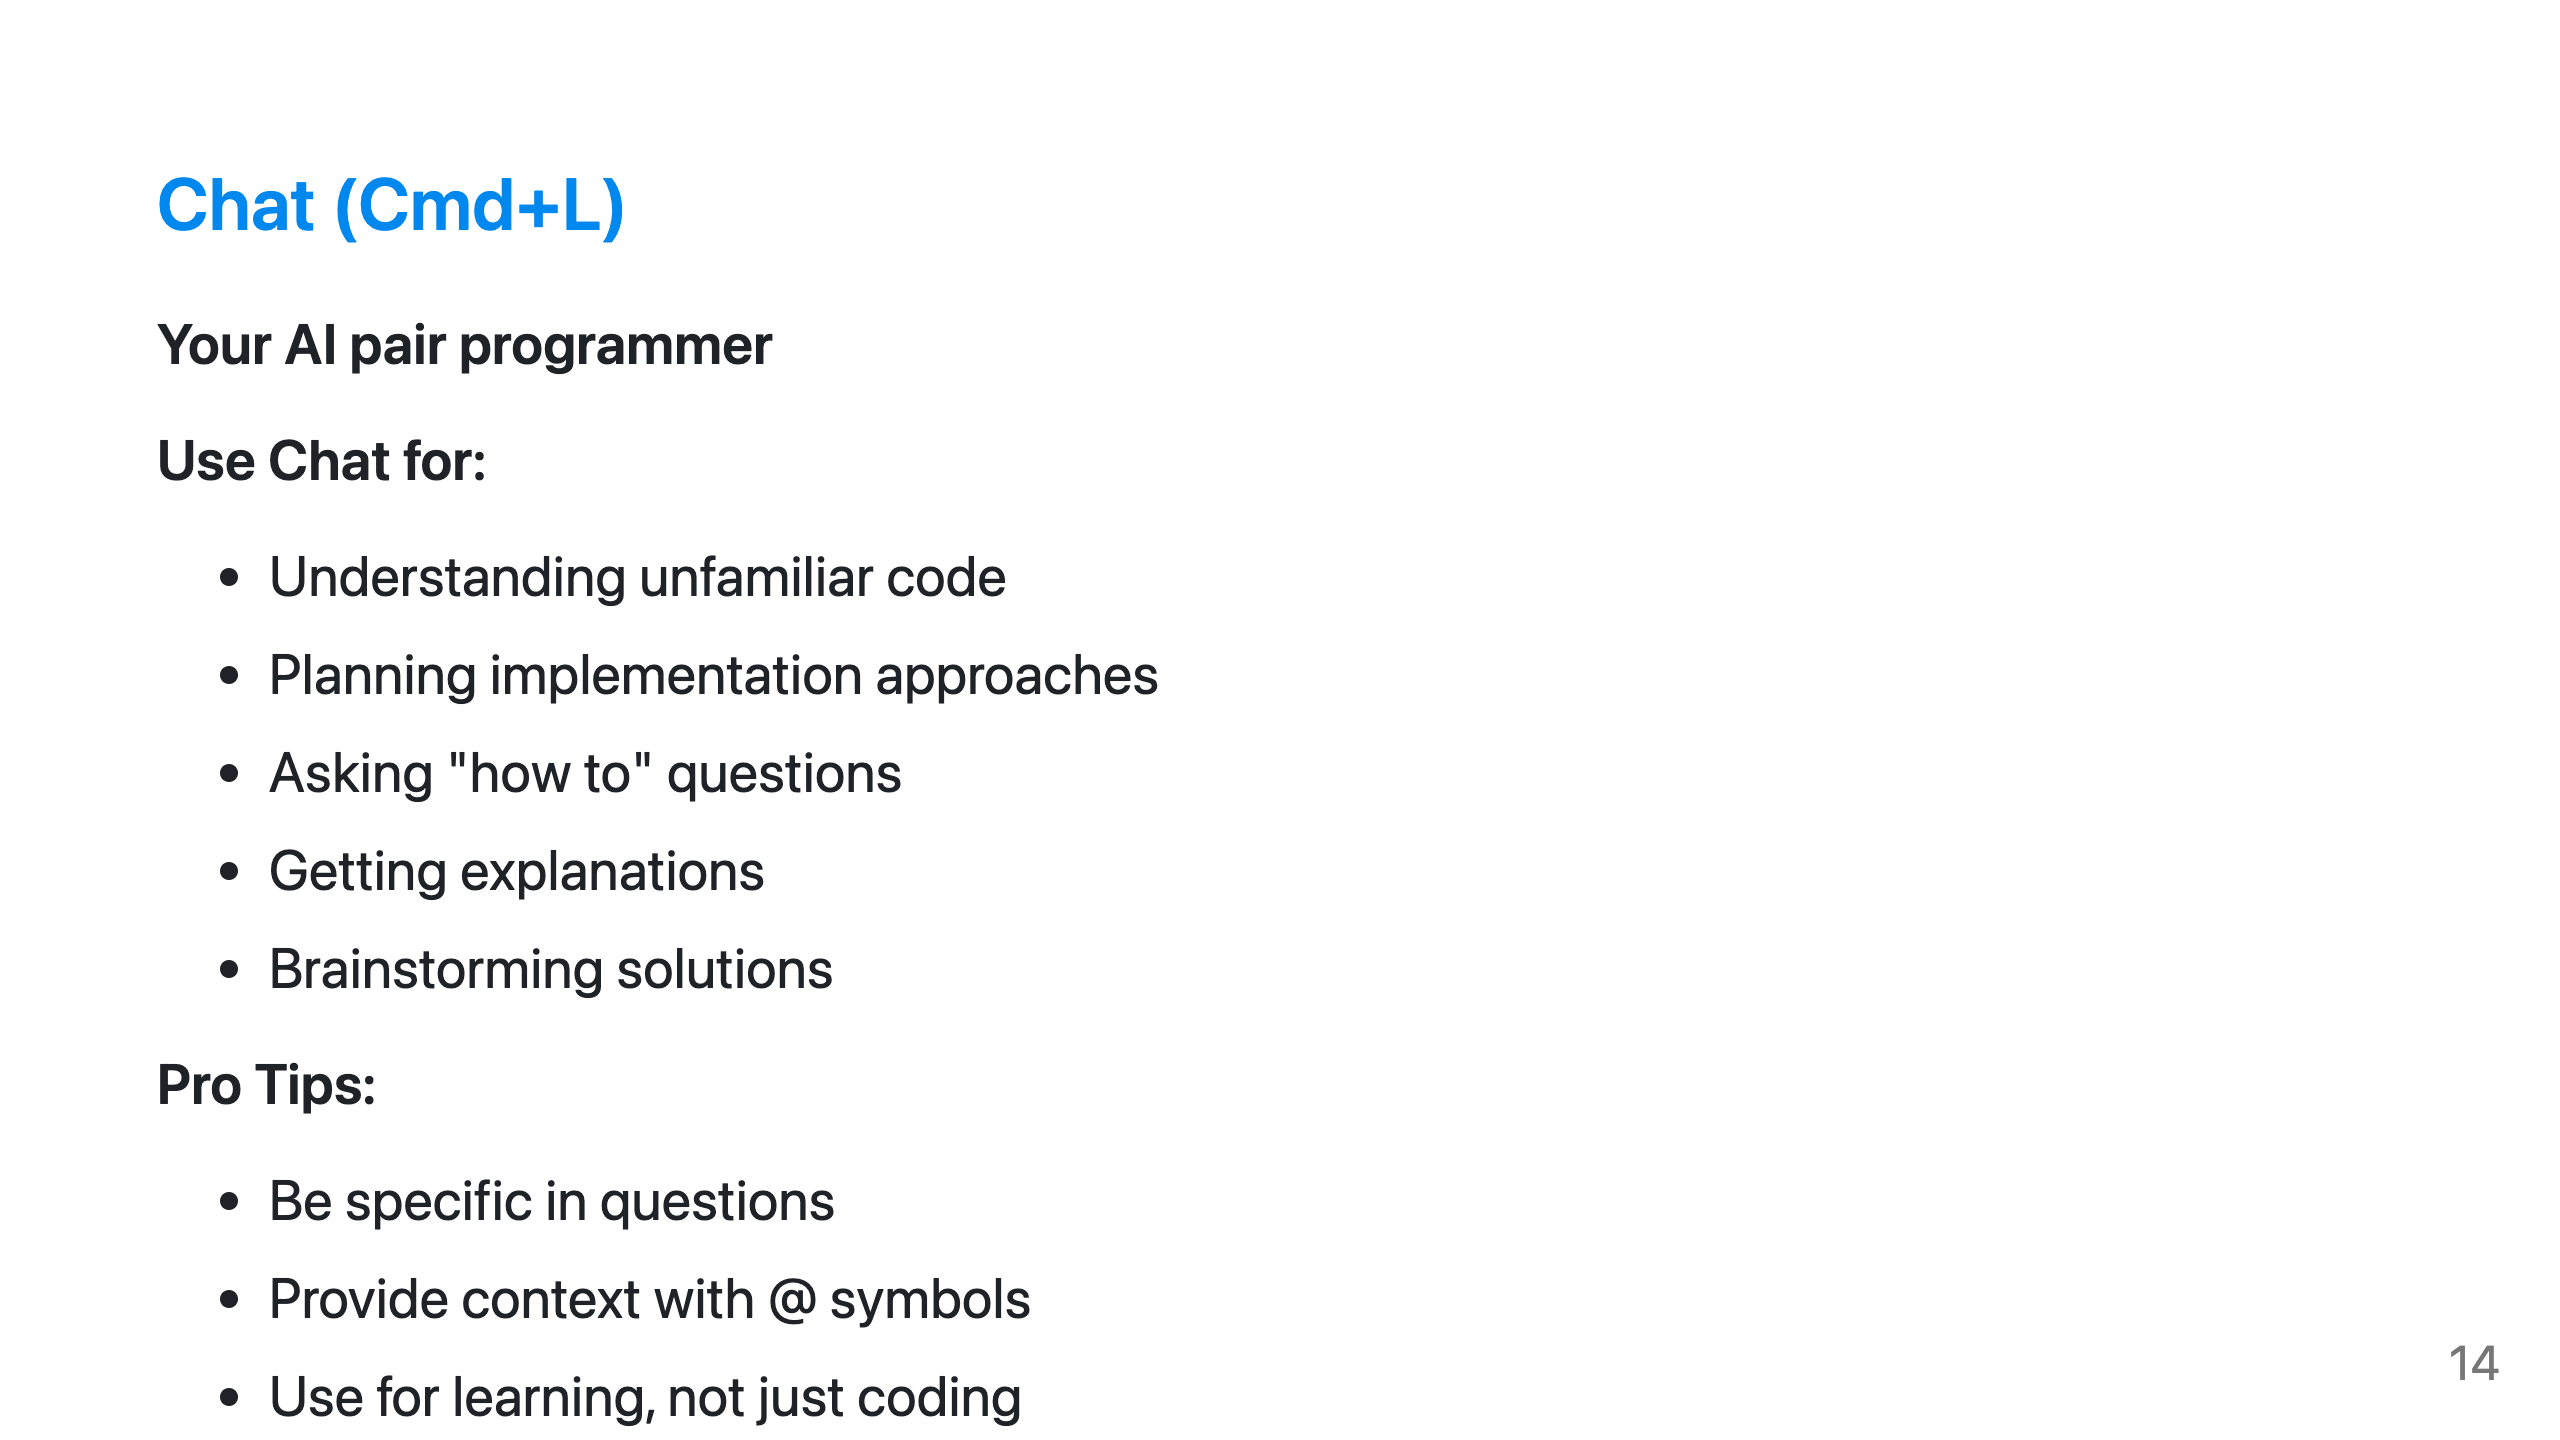 Chat (Cmd+L)
Your AI pair programmer
Use Chat for:
• Understanding unfamiliar code
• Planning implementation approaches
• Asking "how to" questions
• Getting explanations
• Brainstorming solutions
Pro Tips:
• Be specific in questions
• Provide context with @ symbols
• Use for learning, not just coding
14